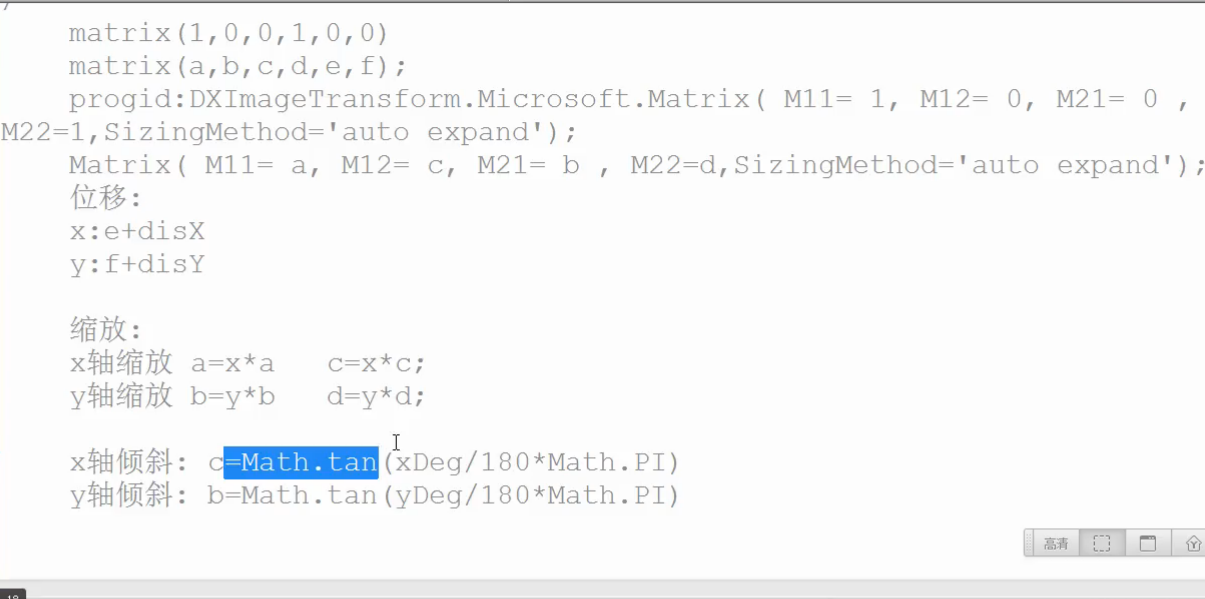 /
matrix(1,0,0,1,0,0)
matrix(a,b,c,d,e,f);
progid:DXImageTransform.Microsoft.Matrix( M11= 1, M12= 0, M21= 0 ,
M22=1,SizingMethod='auto expand');
Matrix( M11= a, M12= c, M21= b , M22=d,SizingMethod='auto expand');
位移:
x:e+disX
y:f+disY
缩放:
x轴缩放 a=x*a c=x*c;
y轴缩放 b=y*b d=y*d;
x轴倾斜: c=Math.tan(xDeg/180*Math.PI)
y轴倾斜: b=Math.tan(yDeg/180*Math.PI)
高清